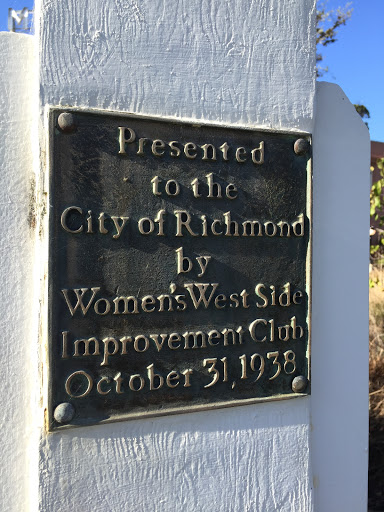 Presented
to the
City of Richmond
by
Women's West Side
Improvement Club
October 31, 1938